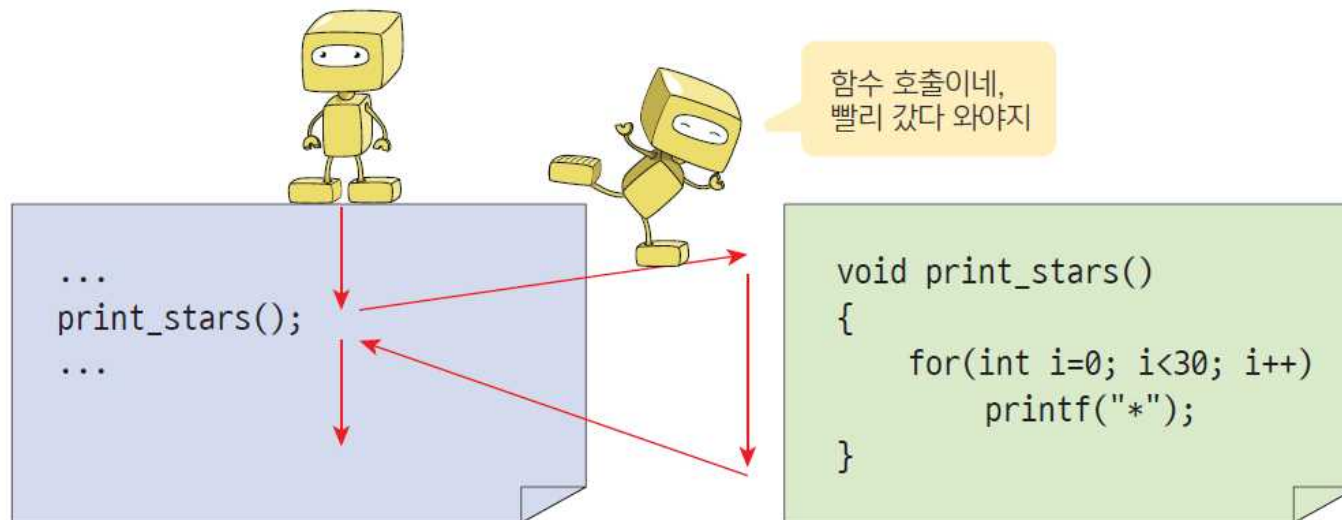 함수 호출이네,
빨리 갔다 와야지
...
print_stars();
...
void print_stars()
{
for(int i=0; i<30; i++)
printf("*");
}